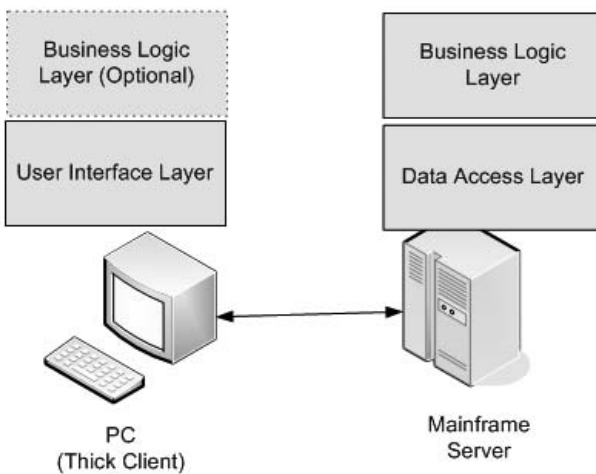 Business Logic
Layer (Optional)
User Interface Layer
Business Logic
Layer
Data Access Layer
PC
(Thick Client)
Mainframe
Server